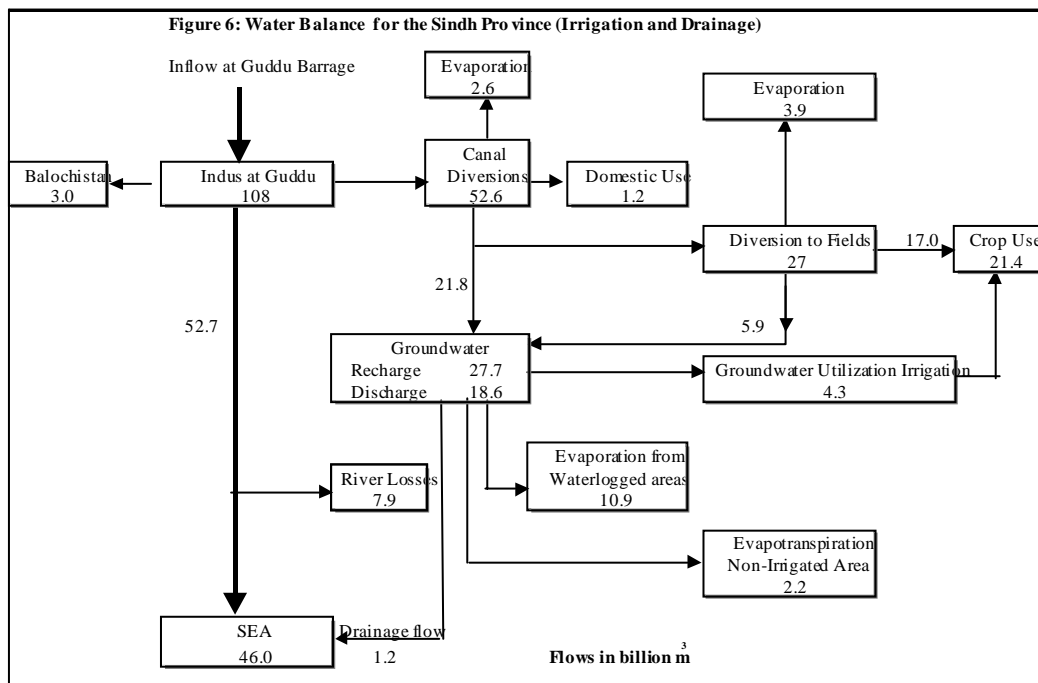 Figure 6: Water Balance for the Sindh Province (Irrigation and Drainage)
Inflow at Guddu Barrage
Evaporation
2.6
Evaporation
3.9
Balochistan
3.0
Indus at Guddu
108
Canal
Diversions
52.6
Domestic Use
1.2
Diversion to Fields
27
17.0
Crop Use
21.4
21.8
52.7
5.9
Groundwater
Recharge 27.7
Discharge 18.6
Groundwater Utilization Irrigation
4.3
River Losses
7.9
Evaporation from
Waterlogged areas
10.9
Evapotranspiration
Non-Irrigated Area
2.2
SEA
46.0
Drainage flow
1.2
Flows in billion m³